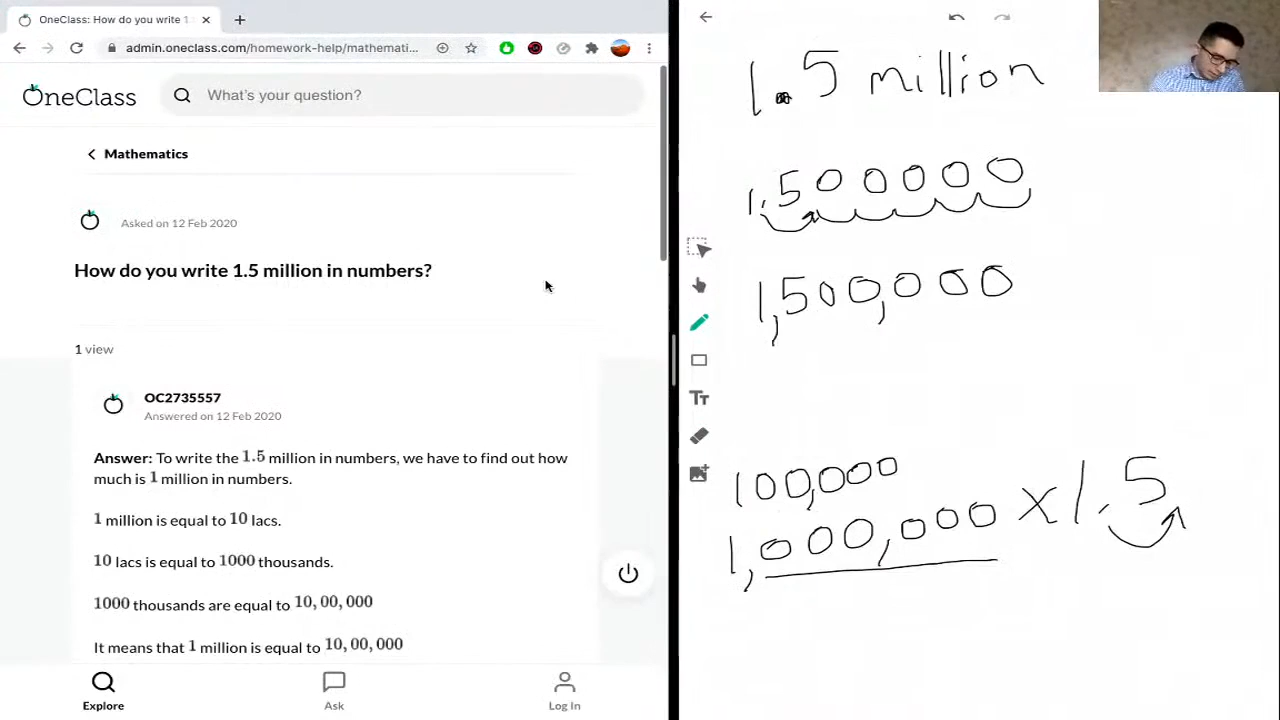 OneClass: How do you write 1
admin.oneclass.com/homework-help/mathemati...
OneClass
What's your question?
Mathematics
Asked on 12 Feb 2020
How do you write 1.5 million in numbers?
1 view
OC2735557
Answered on 12 Feb 2020
Answer: To write the 1.5 million in numbers, we have to find out how
much is 1 million in numbers.
1 million is equal to 10 lacs.
10 lacs is equal to 1000 thousands.
1000 thousands are equal to 10,00,000
It means that 1 million is equal to 10,00,000
Explore
Ask
Log In
1.5 million
1.500000
1,500,000
TT
100,000
1,000,000 x 1.5